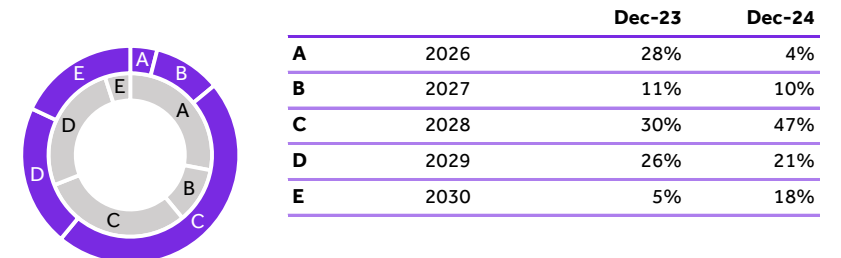 Dec-23 Dec-24
A 2026 28% 4%
B 2027 11% 10%
C 2028 30% 47%
D 2029 26% 21%
E 2030 5% 18%
A
B
C
D
E
A
B
C
D
E